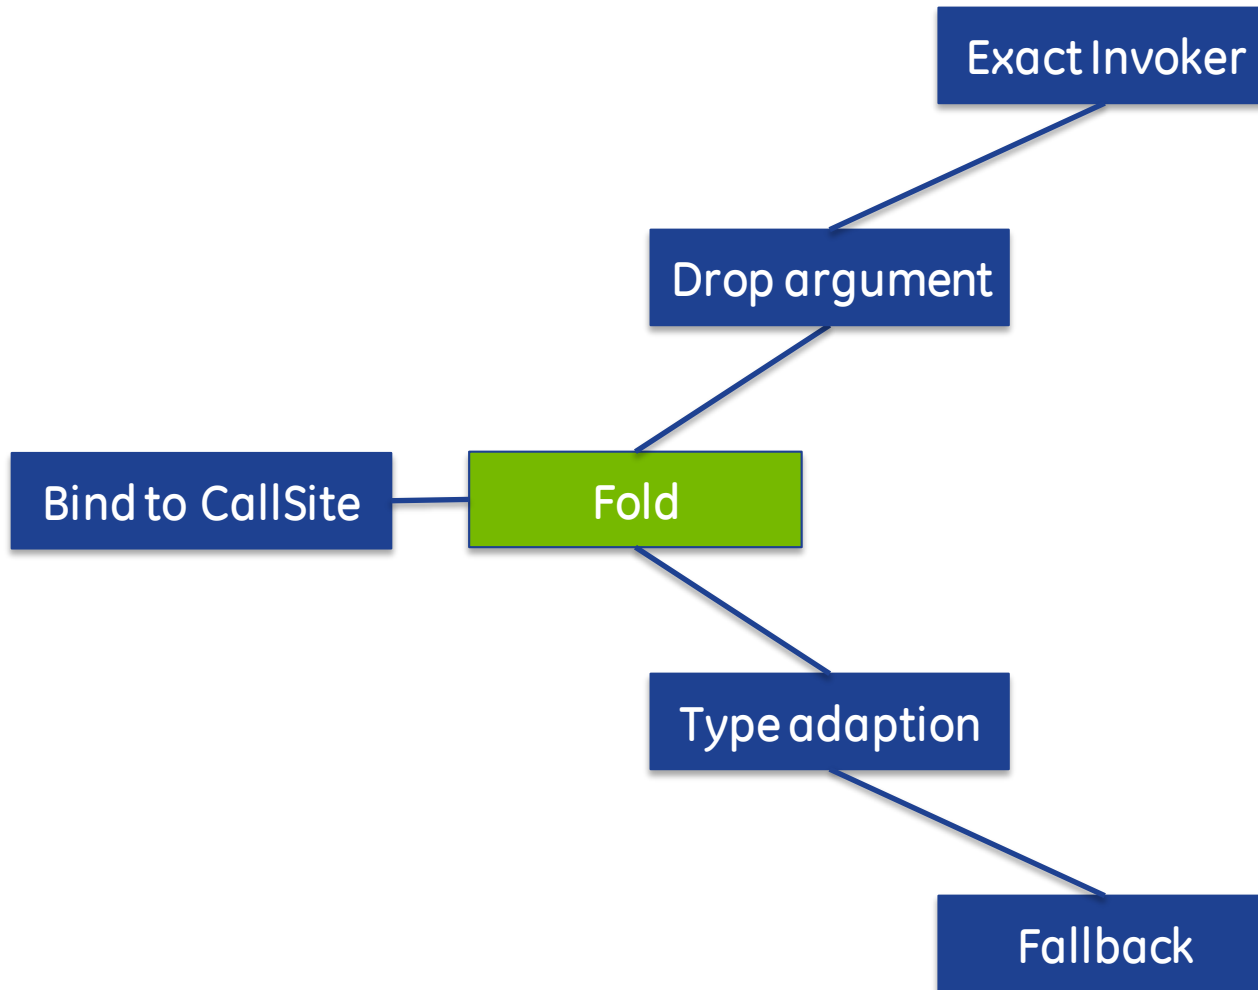 Exact Invoker
Drop argument
Bind to CallSite
Fold
Type adaption
Fallback